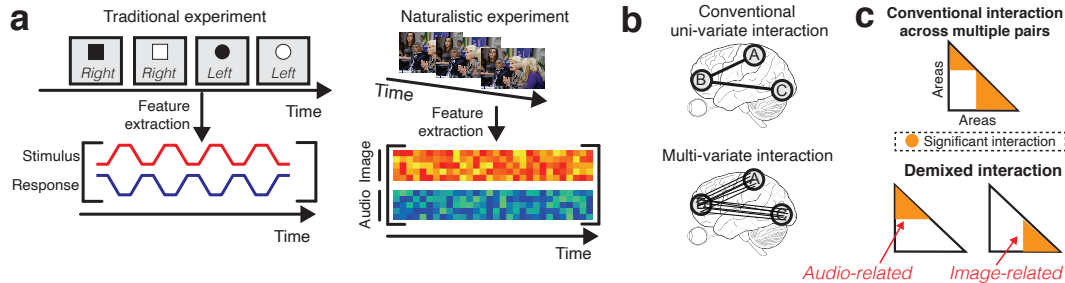 a
Traditional experiment
Right
Right
Left
Left
Time
Feature
extraction
Stimulus
Response
Time
Naturalistic experiment
Time
Feature
extraction
Image
Audio
Time
b
Conventional
uni-variate interaction
A
B
C
Multi-variate interaction
A
B
C
c
Conventional interaction
across multiple pairs
Areas
Areas
Significant interaction
Demixed interaction
Audio-related
Image-related